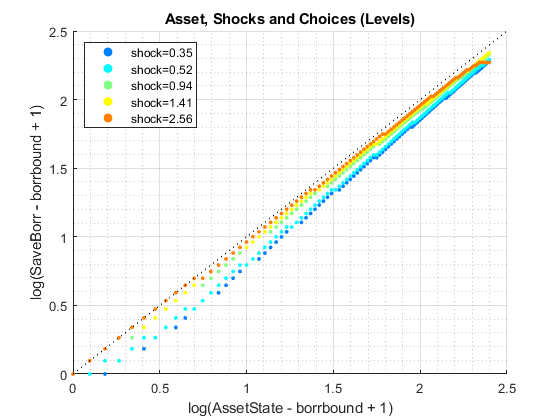 Asset, Shocks and Choices (Levels)
2.5
shock=0.35
shock=0.52
shock=0.94
shock=1.41
shock=2.56
2
1.5
1
0.5
0
log(SaveBorr - borrbound + 1)
0
0.5
1
1.5
2
2.5
log(AssetState - borrbound + 1)